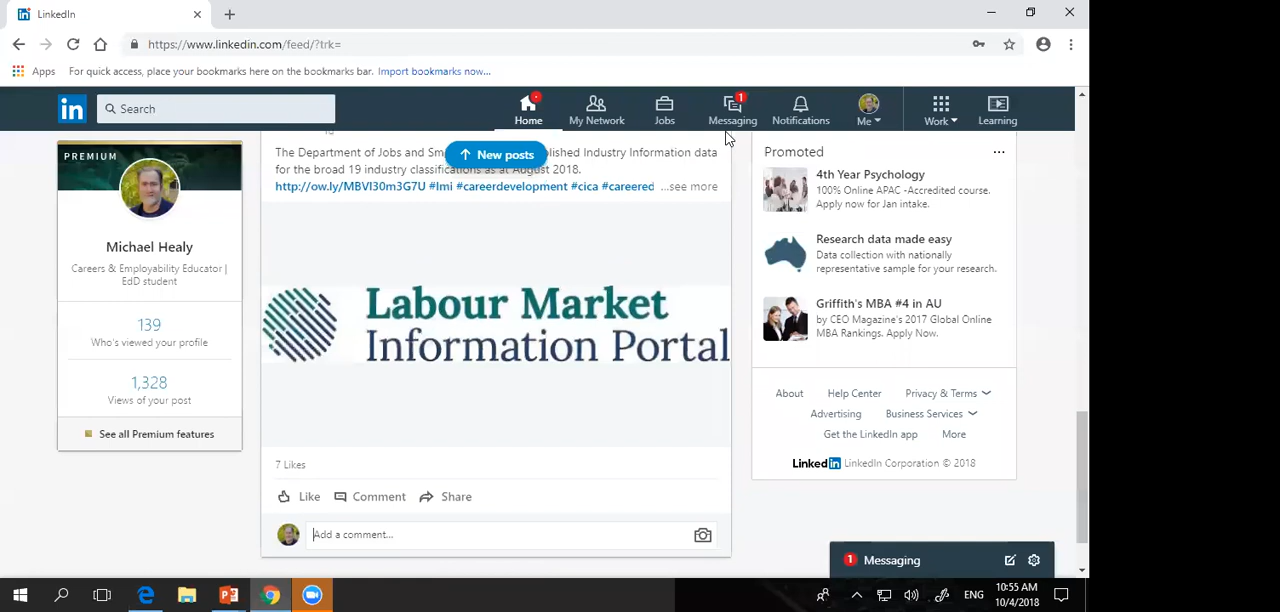 LinkedIn
https://www.linkedin.com/feed/?trk=
Apps For quick access, place your bookmarks here on the bookmarks bar. Import bookmarks now...
in
Search
Home
My Network
Jobs
1
Messaging
Notifications
Me
Work
Learning
PREMIUM
Michael Healy
Careers & Employability Educator |
EdD student
139
Who's viewed your profile
1,328
Views of your post
See all Premium features
New posts
The Department of Jobs and Sm
lished Industry Information data
for the broad 19 industry classifications as at August 2018.
http://ow.ly/MBVI30m3G7U #lmi #careerdevelopment #cica #careered ...see more
Labour Market
Information Portal
7 Likes
Like Comment Share
Add a comment...
Promoted
4th Year Psychology
100% Online APAC -Accredited course.
Apply now for Jan intake.
Research data made easy
Data collection with nationally
representative sample for your research.
Griffith's MBA #4 in AU
by CEO Magazine's 2017 Global Online
MBA Rankings. Apply Now.
About Help Center Privacy & Terms
Advertising Business Services
Get the LinkedIn app More
LinkedIn LinkedIn Corporation © 2018
1 Messaging
ENG
10:55 AM
10/4/2018